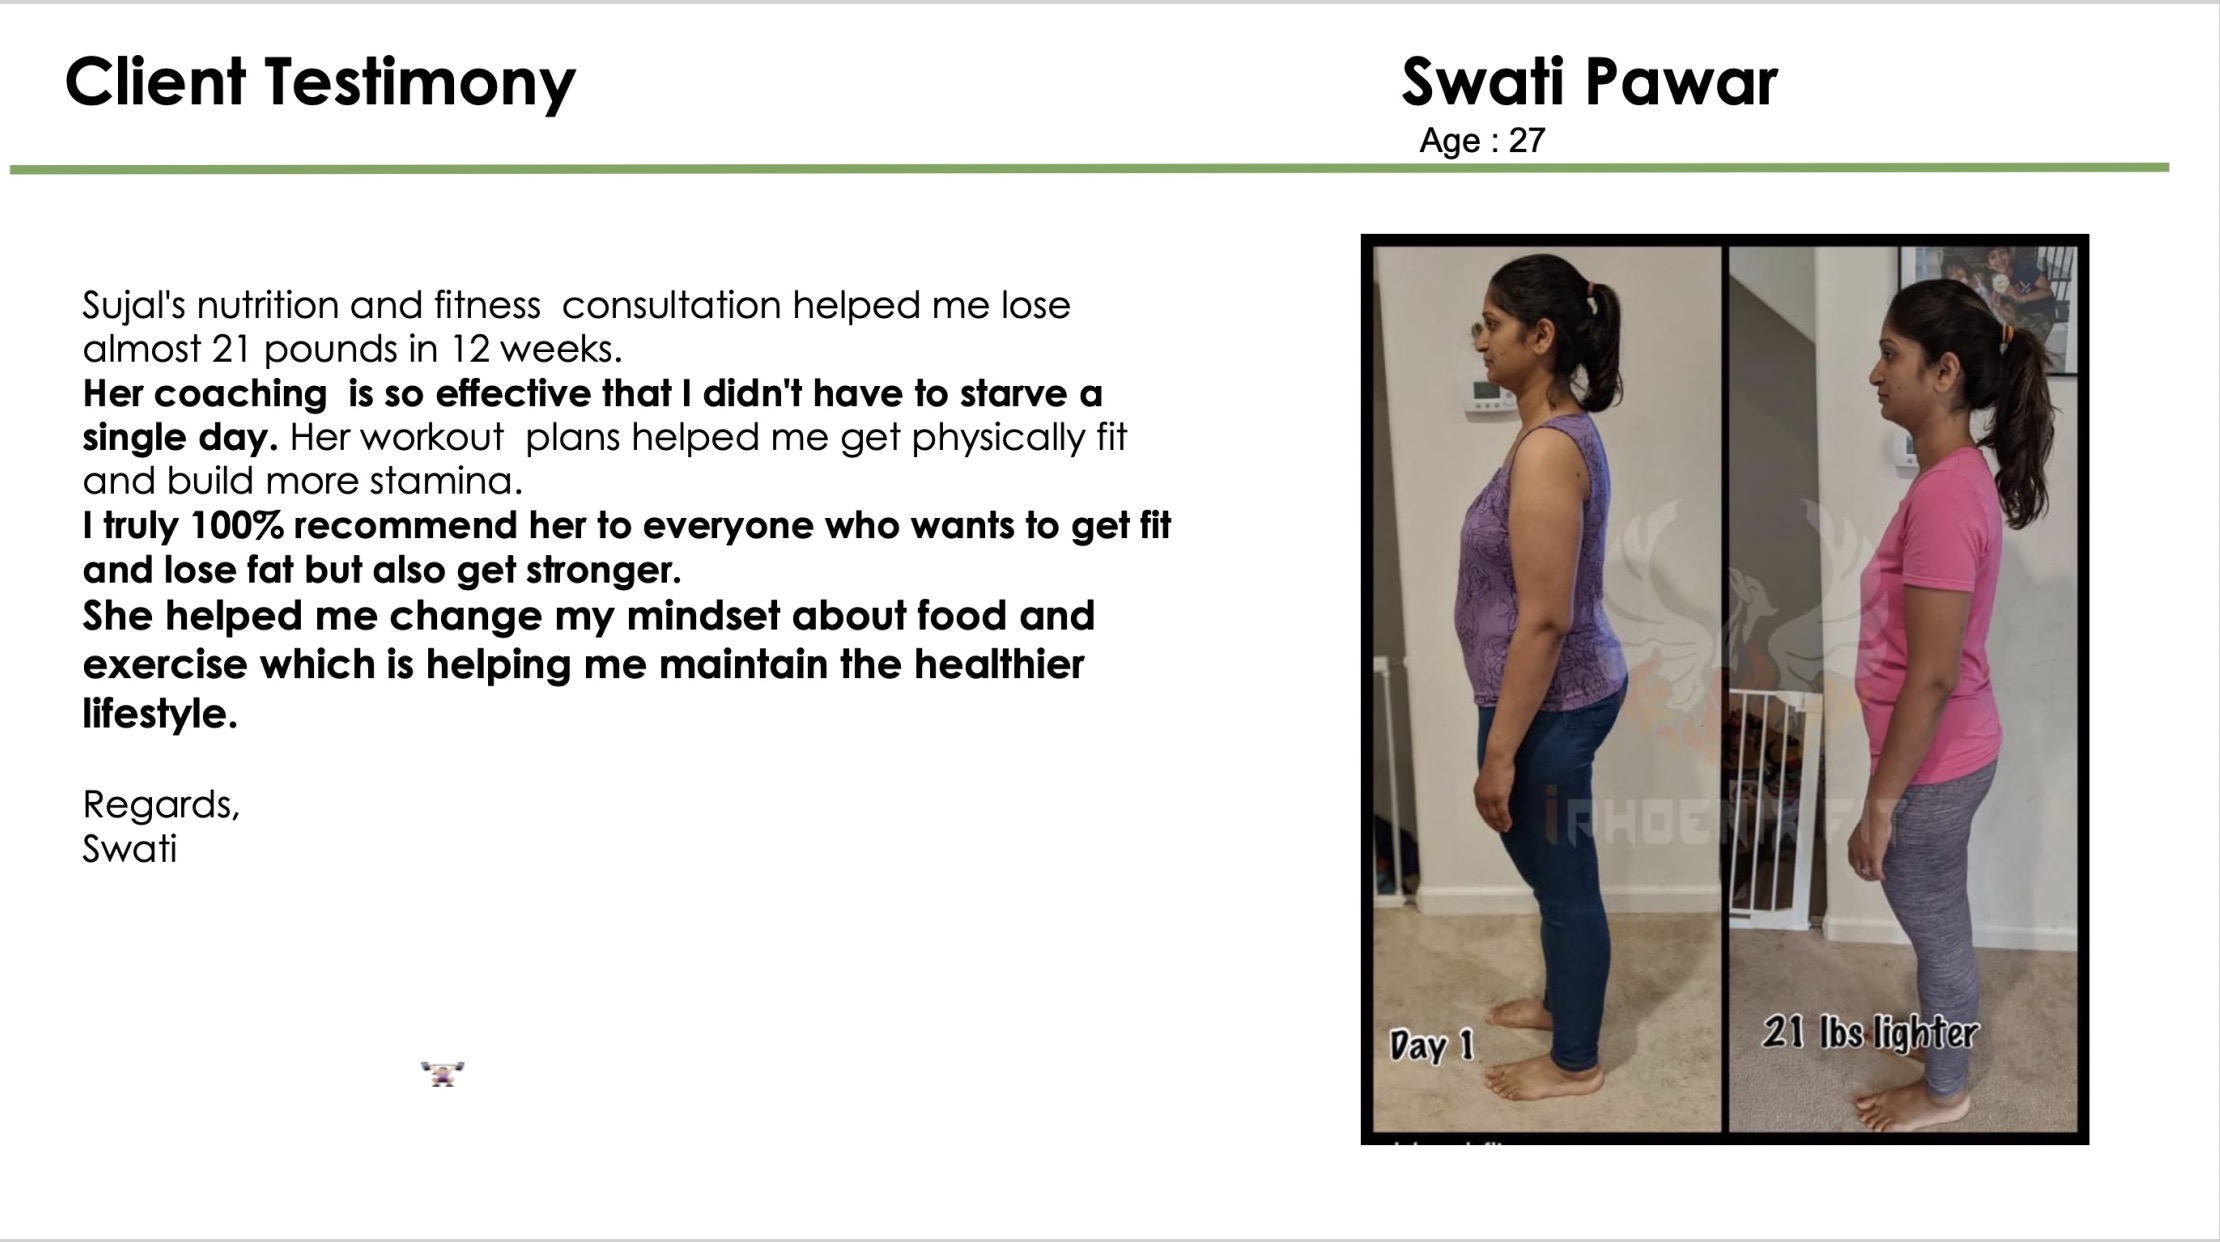 Client Testimony
Swati Pawar
Age : 27
Sujal's nutrition and fitness  consultation helped me lose
almost 21 pounds in 12 weeks.
Her coaching  is so effective that I didn't have to starve a
single day. Her workout  plans helped me get physically fit
and build more stamina.
I truly 100% recommend her to everyone who wants to get fit
and lose fat but also get stronger.
She helped me change my mindset about food and
exercise which is helping me maintain the healthier
lifestyle.
Regards,
Swati
Day 1
21 lbs lighter
iPHOENIX FIT